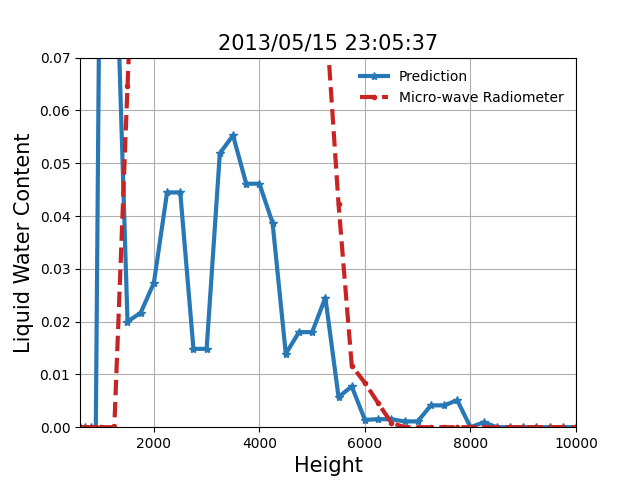 2013/05/15 23:05:37
Prediction
Micro-wave Radiometer
Liquid Water Content
0.07
0.06
0.05
0.04
0.03
0.02
0.01
0.00
2000 4000 6000 8000 10000
Height